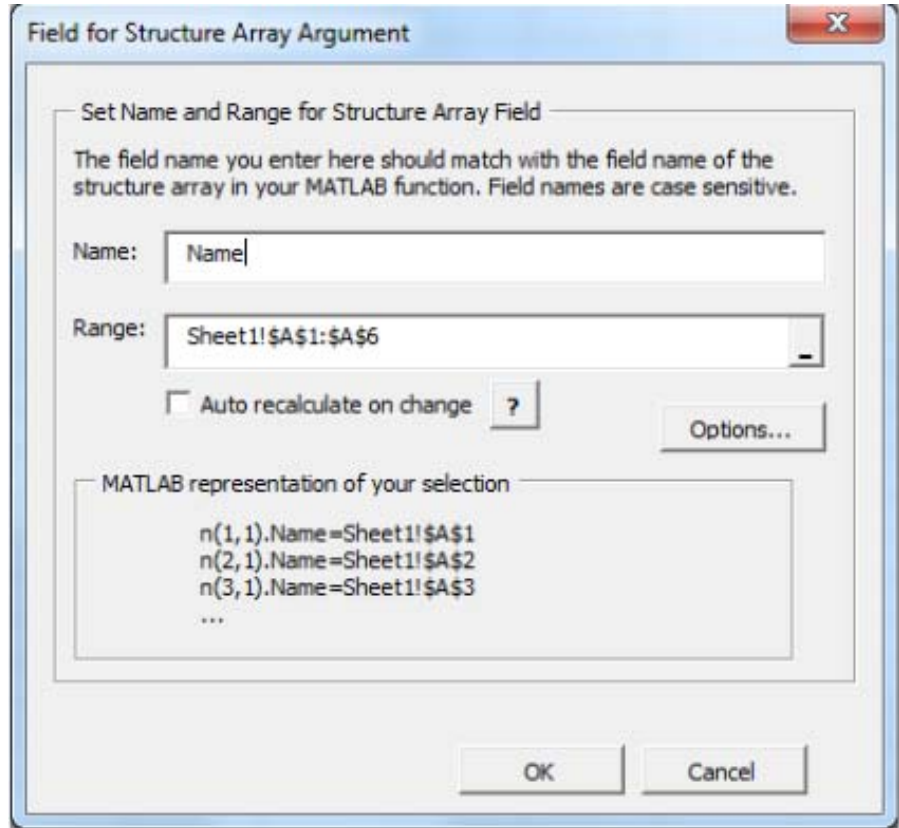 Field for Structure Array Argument
Set Name and Range for Structure Array Field
The field name you enter here should match with the field name of the
structure array in your MATLAB function. Field names are case sensitive.
Name: Name
Range: Sheet1!$A$1:$A$6
Auto recalculate on change ?
Options...
MATLAB representation of your selection
n(1,1).Name=Sheet1!$A$1
n(2,1).Name=Sheet1!$A$2
n(3,1).Name=Sheet1!$A$3
...
OK Cancel